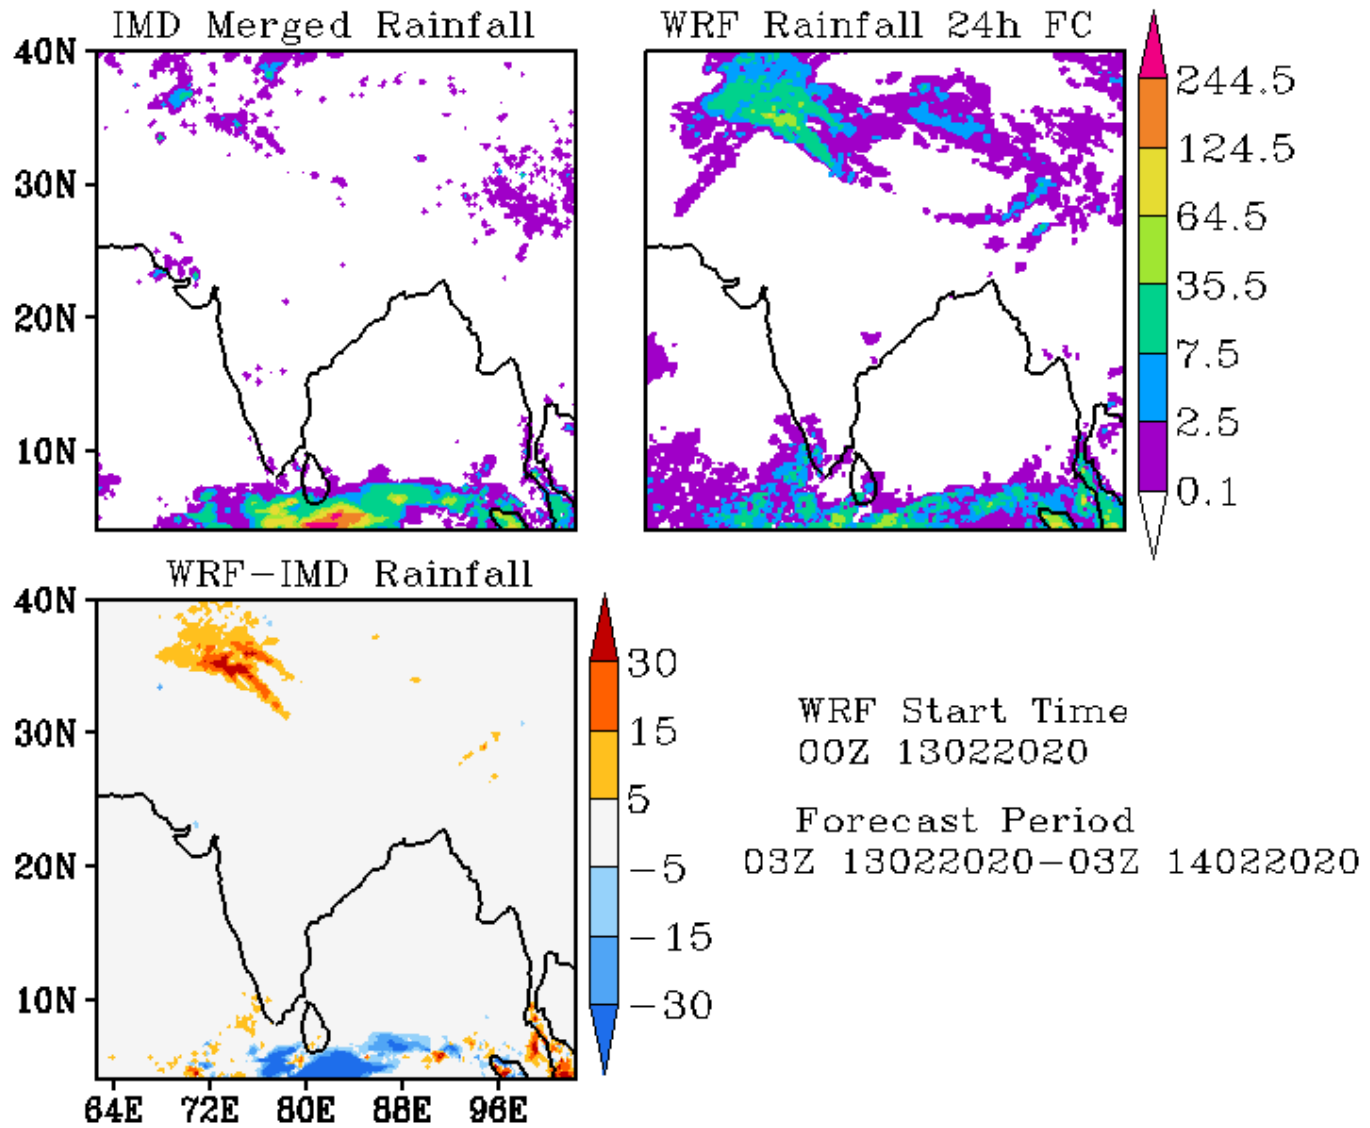 IMD Merged Rainfall
WRF Rainfall 24h FC
40N
30N
20N
10N
244.5
124.5
64.5
35.5
7.5
2.5
0.1
WRF-IMD Rainfall
40N
30N
20N
10N
64E 72E 80E 88E 96E
30
15
5
-5
-15
-30
WRF Start Time
00Z 13022020
Forecast Period
03Z 13022020-03Z 14022020